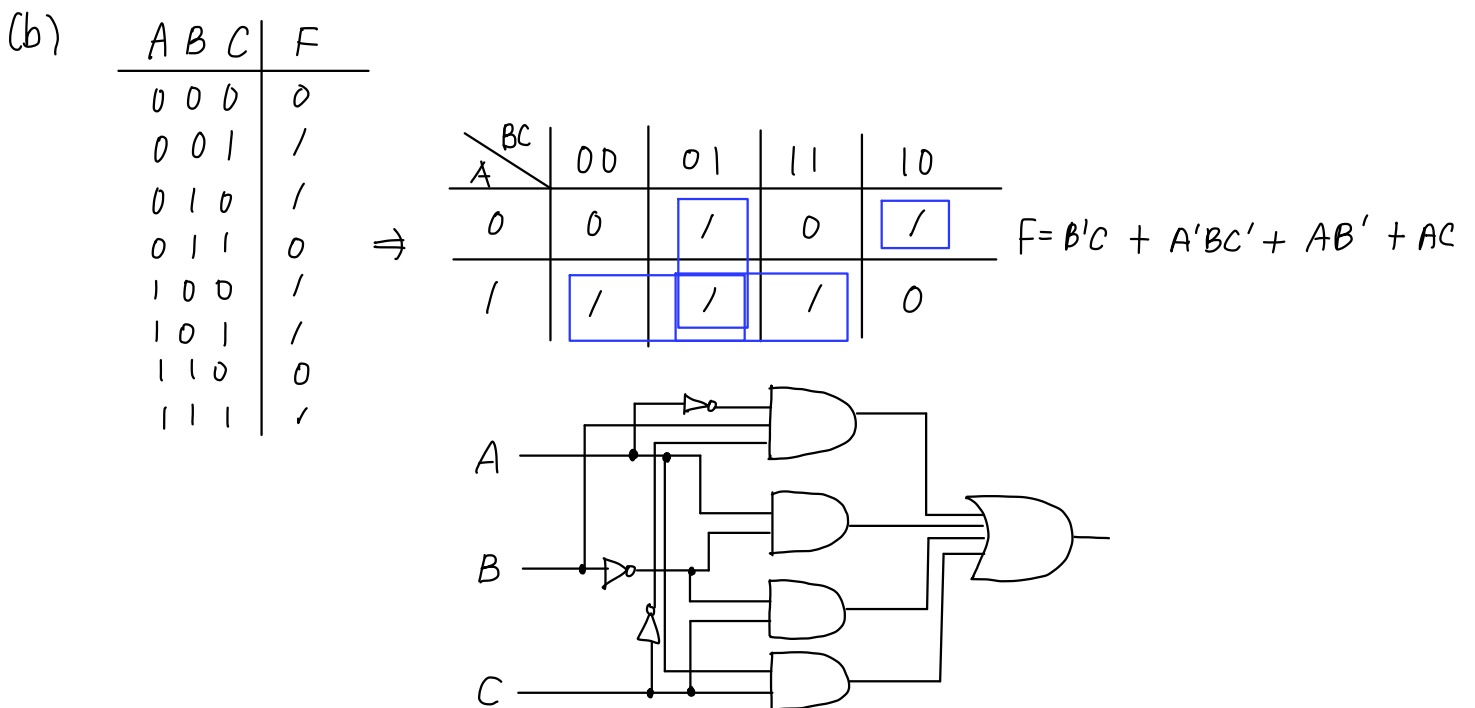 (b)
A B C F
0 0 0 0
0 0 1 1
0 1 0 1
0 1 1 0
1 0 0 1
1 0 1 1
1 1 0 0
1 1 1 1
⇒
A BC 00 01 11 10
0 0 1 0 1
1 1 1 1 0
F = B'C + A'BC' + AB' + AC
A
B
C